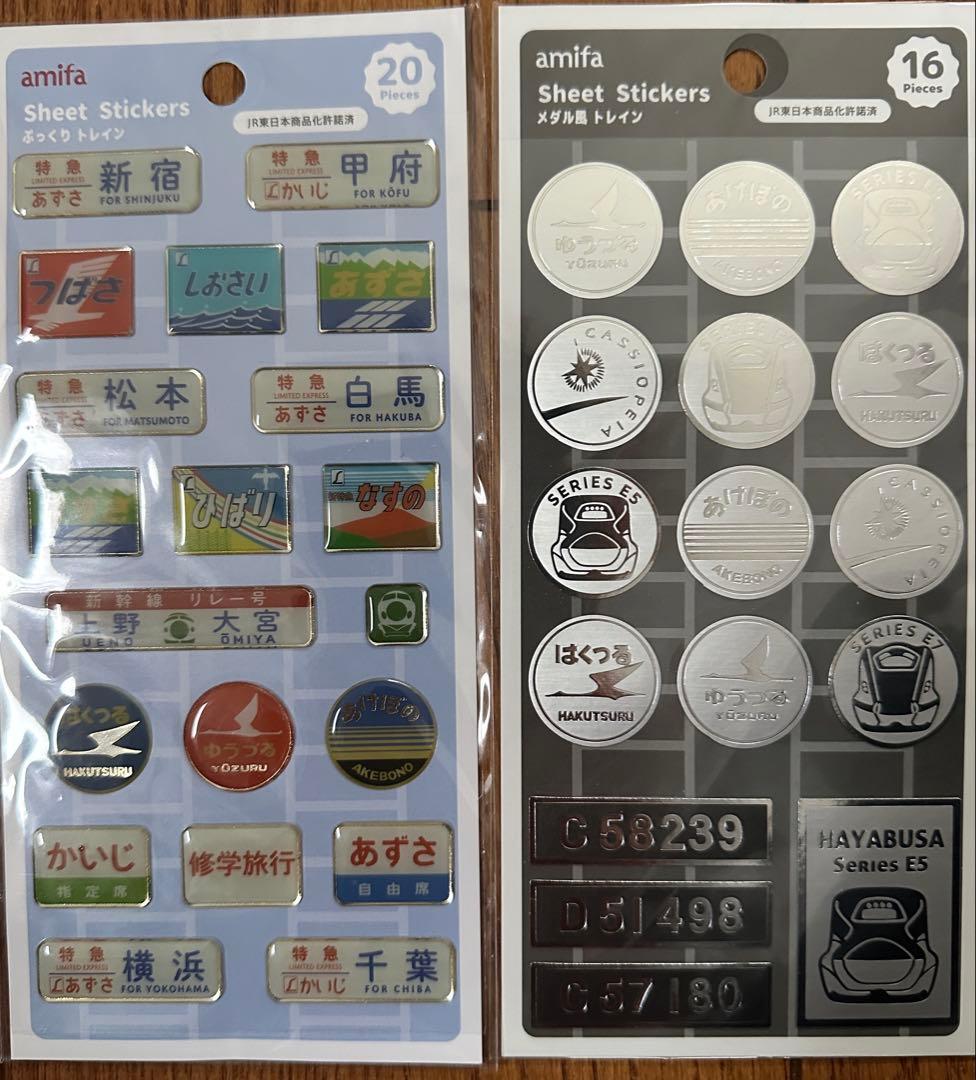 amifa
20
Pieces
Sheet Stickers
ぷっくり トレイン
JR東日本商品化許諾済
特急
LIMITED EXPRESS
あずさ
新宿
FOR SHINJUKU
特急
LIMITED EXPRESS
かいじ
甲府
FOR KŌFU
つばさ
しおさい
あずさ
特急
LIMITED EXPRESS
あずさ
松本
FOR MATSUMOTO
特急
LIMITED EXPRESS
あずさ
白馬
FOR HAKUBA
ひばり
なすの
新幹線 リレー号
上野
UENO
大宮
ŌMIYA
はくつる
HAKUTSURU
ゆうづる
YŪZURU
あけぼの
AKEBONO
かいじ
指定席
修学旅行
あずさ
自由席
特急
LIMITED EXPRESS
あずさ
横浜
FOR YOKOHAMA
特急
LIMITED EXPRESS
かいじ
千葉
FOR CHIBA
amifa
16
Pieces
Sheet Stickers
メダル風 トレイン
JR東日本商品化許諾済
ゆうづる
YŪZURU
あけぼの
AKEBONO
SERIES
CASSIOPEIA
SERIES
はくつる
HAKUTSURU
SERIES E5
あけぼの
AKEBONO
CASSIOPEIA
はくつる
HAKUTSURU
ゆうづる
YŪZURU
SERIES E7
C58239
D51498
C57180
HAYABUSA
SERIES E5